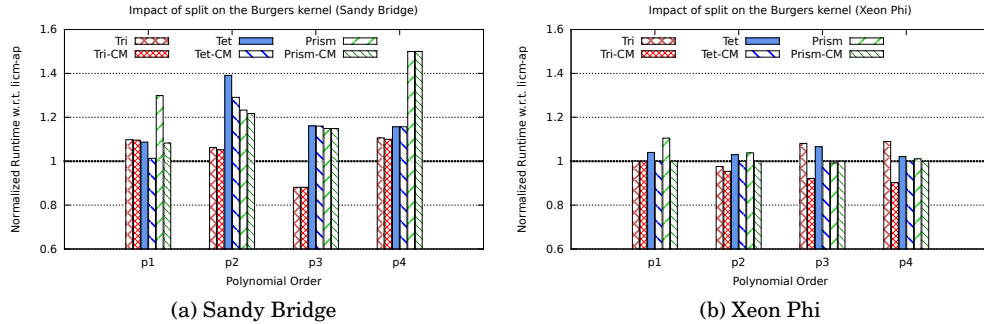 Impact of split on the Burgers kernel (Sandy Bridge)
Normalized Runtime w.r.t. licm-ap
1.6
1.4
1.2
1
0.8
0.6
Tri
Tri-CM
Tet
Tet-CM
Prism
Prism-CM
p1 p2 p3 p4
Polynomial Order
(a) Sandy Bridge
Impact of split on the Burgers kernel (Xeon Phi)
Normalized Runtime w.r.t. licm-ap
1.6
1.4
1.2
1
0.8
0.6
Tri
Tri-CM
Tet
Tet-CM
Prism
Prism-CM
p1 p2 p3 p4
Polynomial Order
(b) Xeon Phi